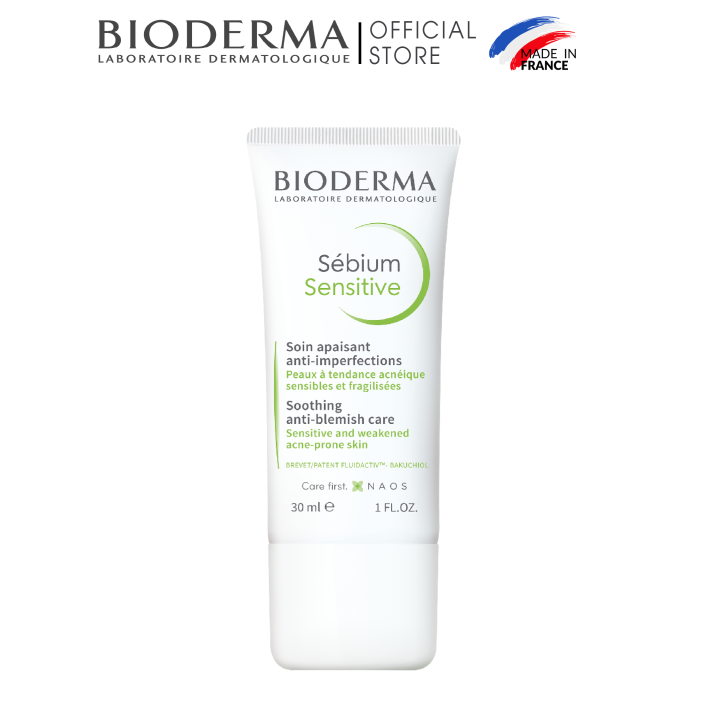 BIODERMA
LABORATOIRE DERMATOLOGIQUE
OFFICIAL
STORE
MADE IN
FRANCE
BIODERMA
LABORATOIRE DERMATOLOGIQUE
Sébium
Sensitive
Soin apaisant
anti-imperfections
Peaux à tendance acnéique
sensibles et fragilisées
Soothing
anti-blemish care
Sensitive and weakened
acne-prone skin
BREVET/PATENT FLUIDACTIV™- BAKUCHIOL
Care first. NAOS
30 ml ℮ 1 FL.OZ.